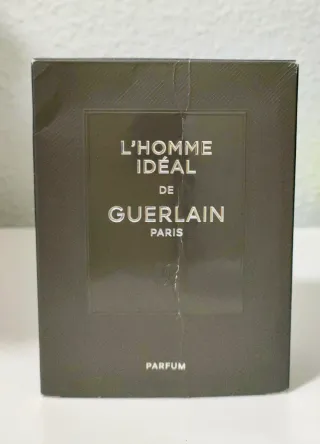 L'HOMME
IDÉAL
DE
GUERLAIN
PARIS
PARFUM